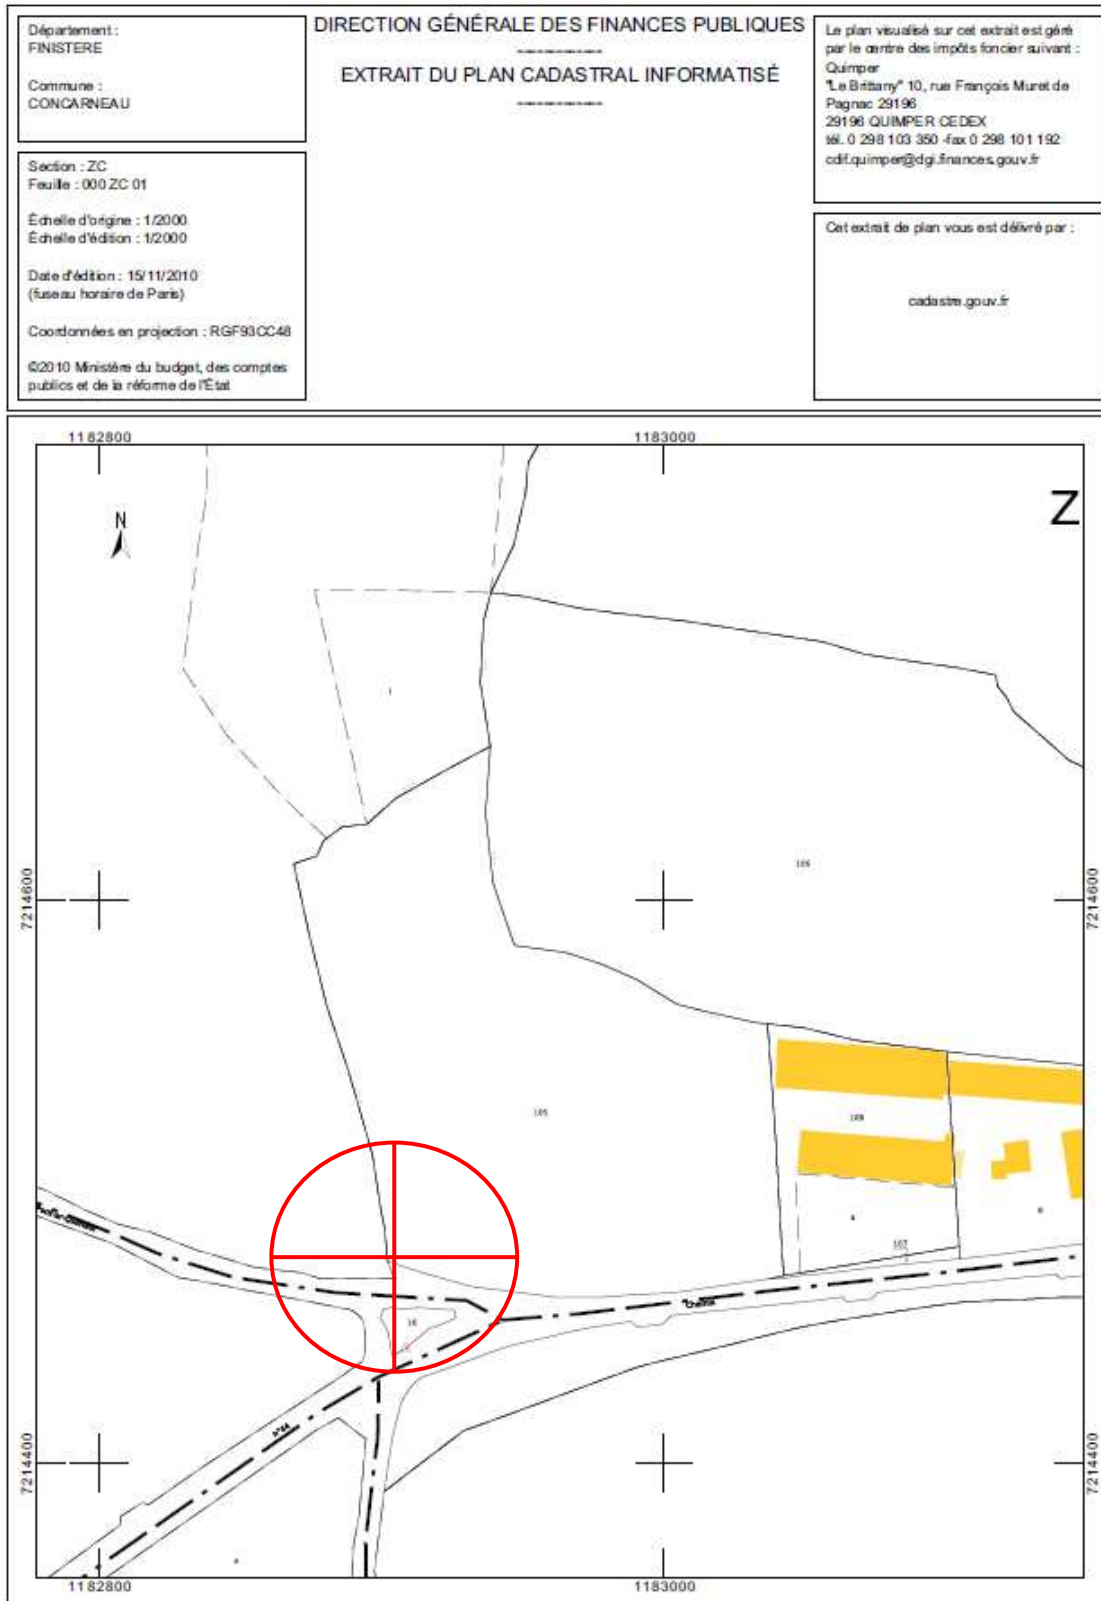 Département :
FINISTERE
Commune :
CONCARNEAU
Section : ZC
Feuille : 000 ZC 01
Échelle d'origine : 1/2000
Échelle d'édition : 1/2000
Date d'édition : 15/11/2010
(fuseau horaire de Paris)
Coordonnées en projection : RGF93CC48
©2010 Ministère du budget, des comptes
publics et de la réforme de l'État
DIRECTION GÉNÉRALE DES FINANCES PUBLIQUES
------------------
EXTRAIT DU PLAN CADASTRAL INFORMATISÉ
------------------
Le plan visualisé sur cet extrait est géré
par le centre des impôts foncier suivant :
Quimper
"Le Brittany" 10, rue François Muret de
Pagnac 29196
29196 QUIMPER CEDEX
tél. 0 298 103 350 -fax 0 298 101 192
cdif.quimper@dgi.finances.gouv.fr
Cet extrait de plan vous est délivré par :
cadastre.gouv.fr
1182800
1183000
N
Z
106
7214600
7214600
105
108
107
16
Chemin
n°24
7214400
7214400
1182800
1183000